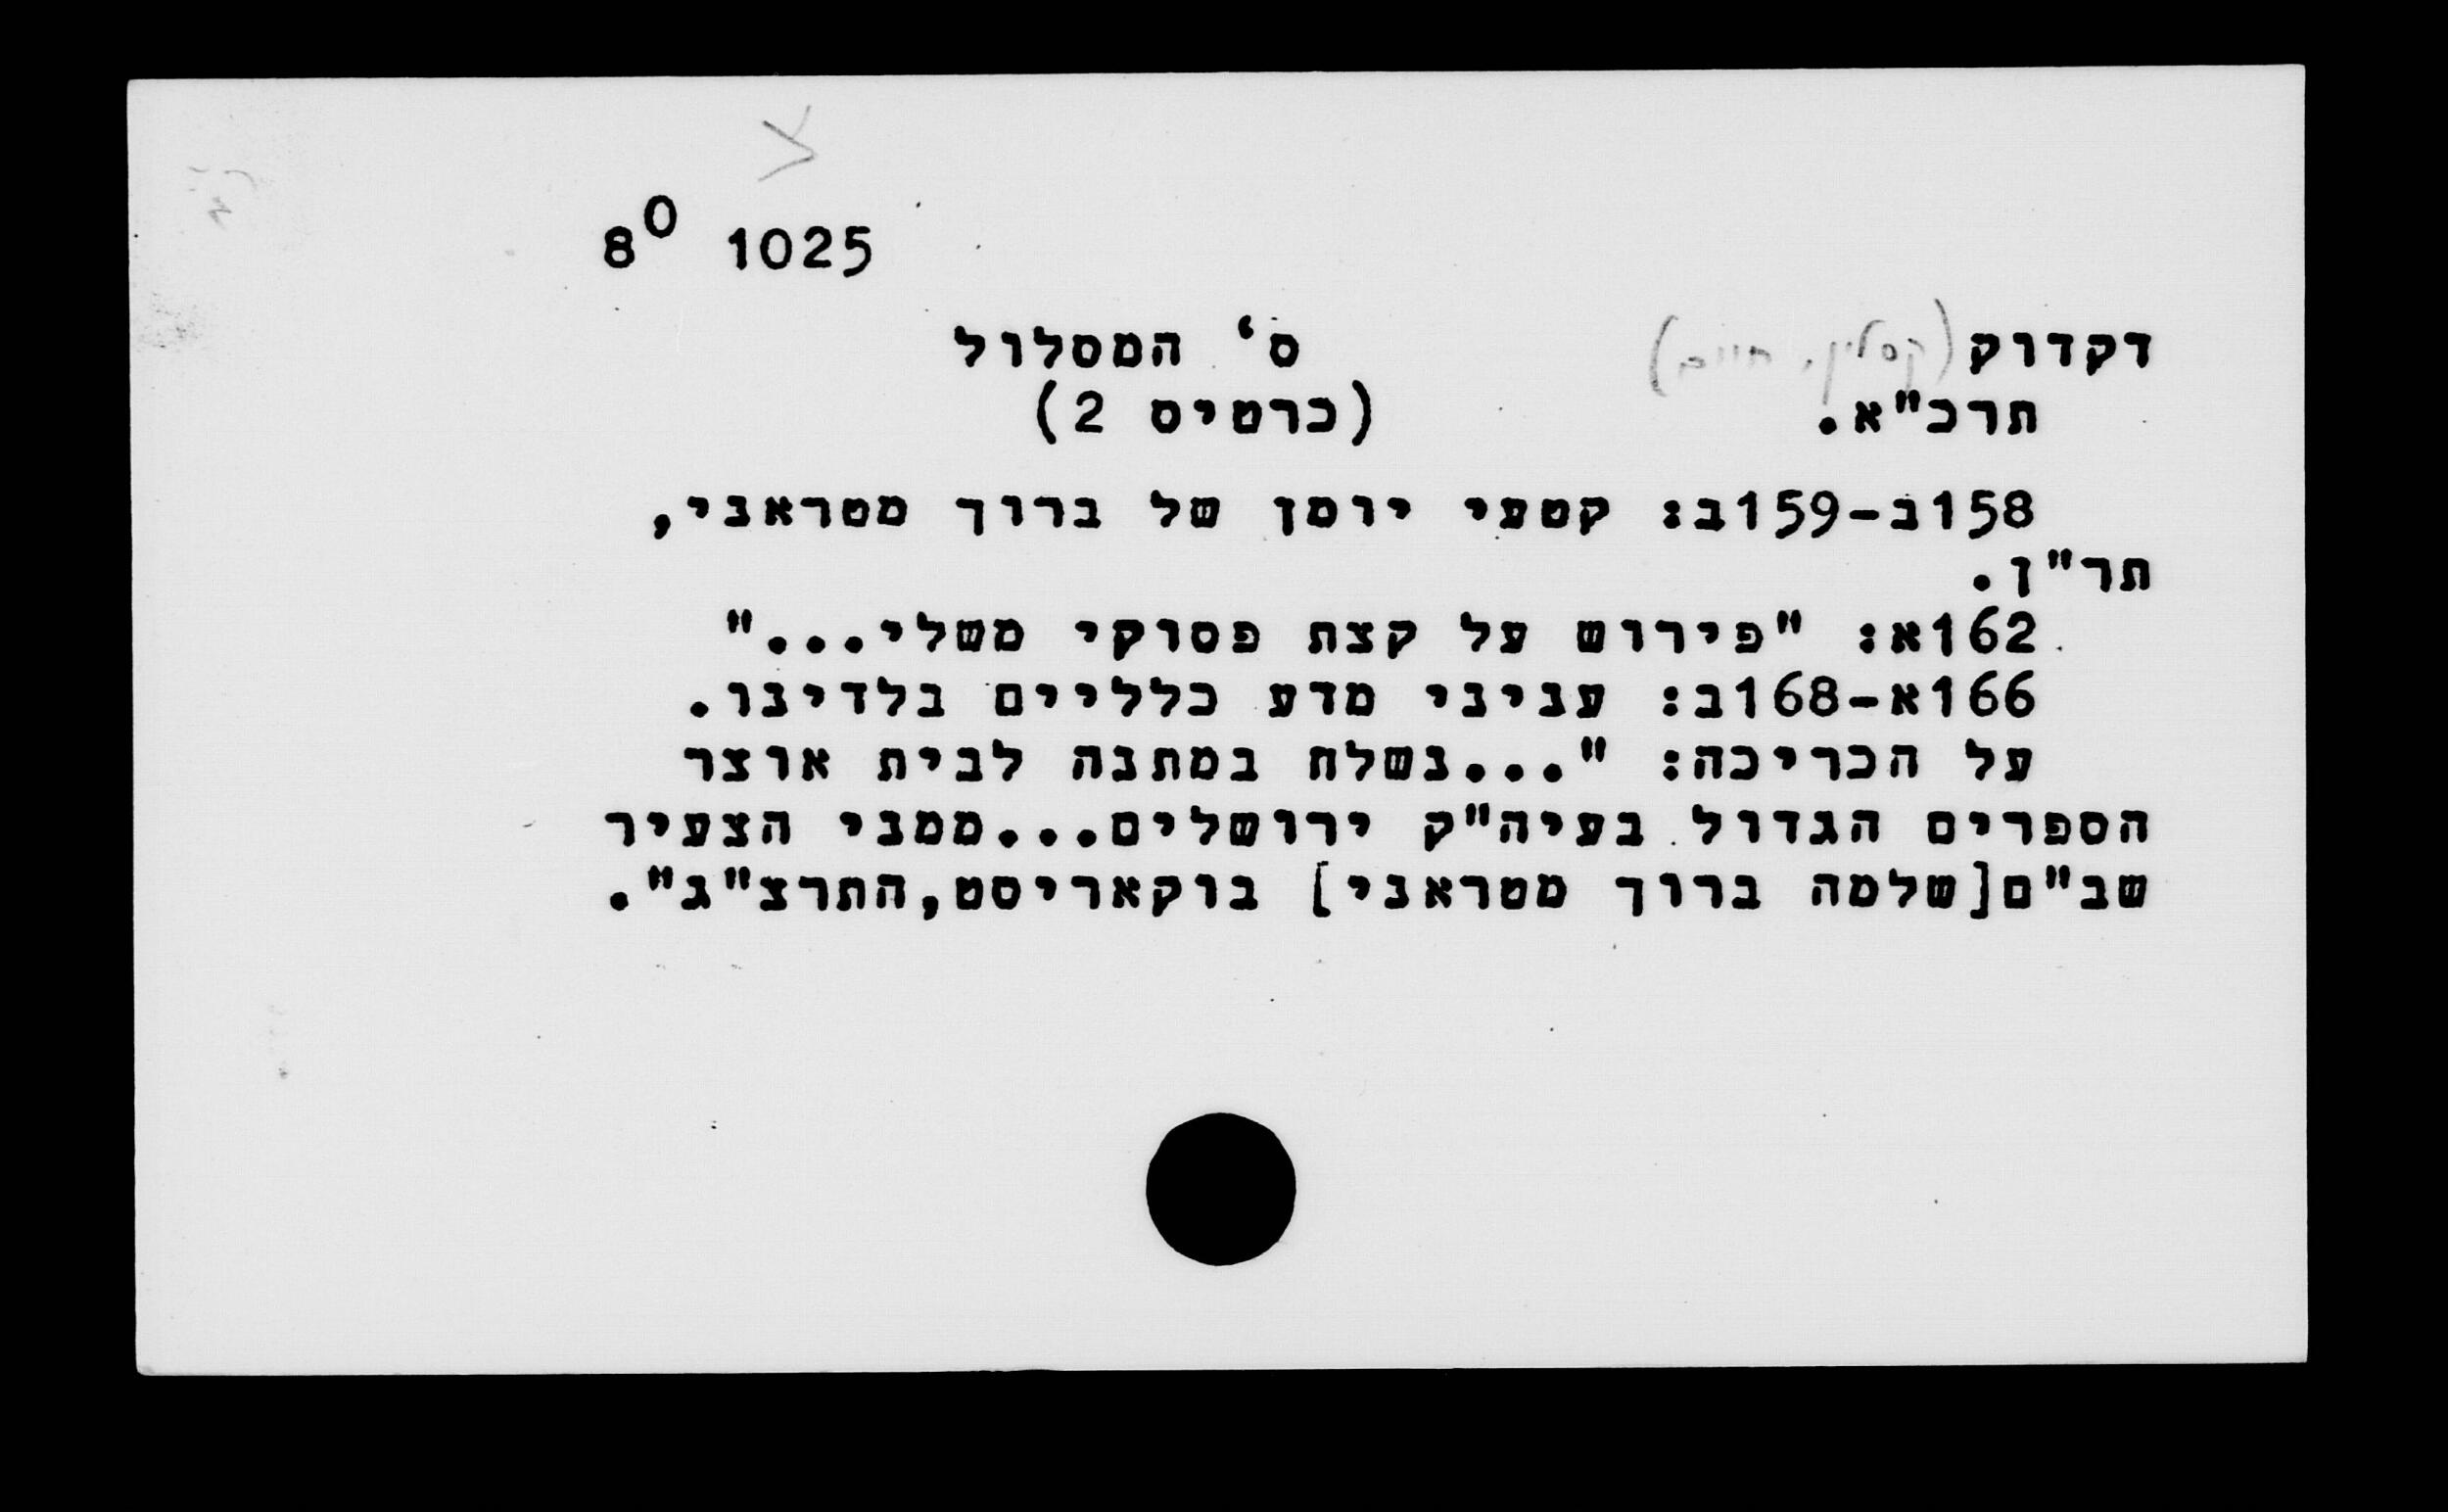 8⁰ 1025
דקדוק (קסלין, חיים) ס' המסלול
תרכ"א. (כרטיס 2)
158ב-159ב: קטעי יומן של ברוך מטראני,
תר"ן.
162א: "פירוש על קצת פסוקי משלי..."
166א-168ב: עניני מדע כלליים בלדינו.
על הכריכה: "...נשלח במתנה לבית אוצר
הספרים הגדול בעיה"ק ירושלים...ממני הצעיר
שב"ם[שלמה ברוך מטראני] בוקאריסט,התרצ"ג".